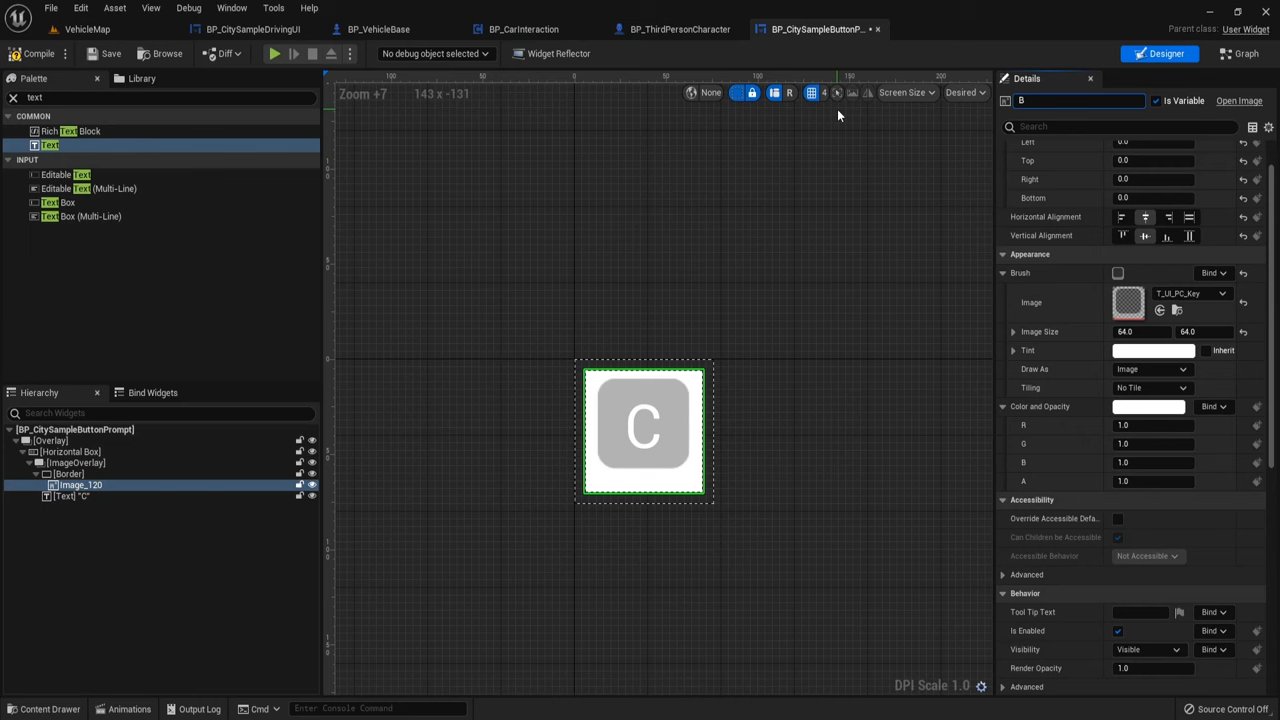 File Edit Asset View Debug Window Tools Help
VehicleMap
BP_CitySampleDrivingUI
BP_VehicleBase
BP_CarInteraction
BP_ThirdPersonCharacter
BP_CitySampleButtonP... •
Parent class: User Widget
Compile
Save
Browse
Diff
No debug object selected
Widget Reflector
Designer
Graph
Palette
Library
text
COMMON
Rich Text Block
Text
INPUT
Editable Text
Editable Text (Multi-Line)
Text Box
Text Box (Multi-Line)
Hierarchy
Bind Widgets
Search Widgets
[BP_CitySampleButtonPrompt]
[Overlay]
[Horizontal Box]
[ImageOverlay]
[Border]
Image_120
[Text] "C"
100 50 0 50 100 150 200
Zoom +7
143 x -131
None
R
4
Screen Size
Desired
C
DPI Scale 1.0
Details
B
Is Variable
Open Image
Search
Left 0.0
Top 0.0
Right 0.0
Bottom 0.0
Horizontal Alignment
Vertical Alignment
Appearance
Brush
Bind
Image
T_UI_PC_Key
Image Size 64.0 64.0
Tint
Inherit
Draw As Image
Tiling No Tile
Color and Opacity
Bind
R 1.0
G 1.0
B 1.0
A 1.0
Accessibility
Override Accessible Defa...
Can Children be Accessible
Accessible Behavior Not Accessible
Advanced
Behavior
Tool Tip Text
Bind
Is Enabled
Bind
Visibility Visible Bind
Render Opacity 1.0
Advanced
Content Drawer
Animations
Output Log
Cmd
Enter Console Command
Source Control Off